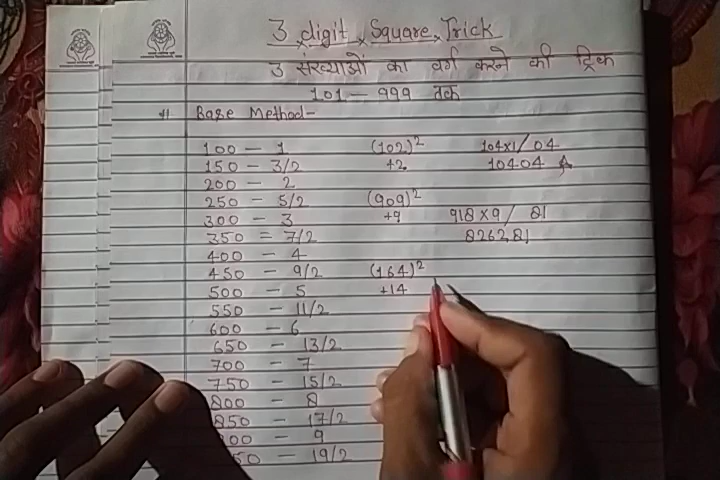 3 digit Square Trick
3 संख्याओं का वर्ग करने की ट्रिक
101 - 999 तक
Base Method-
100 - 1 (102)² 104×1/ 04
150 - 3/2 +2 10404
200 - 2
250 - 5/2 (909)²
300 - 3 +9 918×9/ 81
350 = 7/2 826281
400 - 4
450 - 9/2 (164)²
500 - 5 +14
550 - 11/2
600 - 6
650 - 13/2
700 - 7
750 - 15/2
800 - 8
850 - 17/2
900 - 9
50 - 19/2